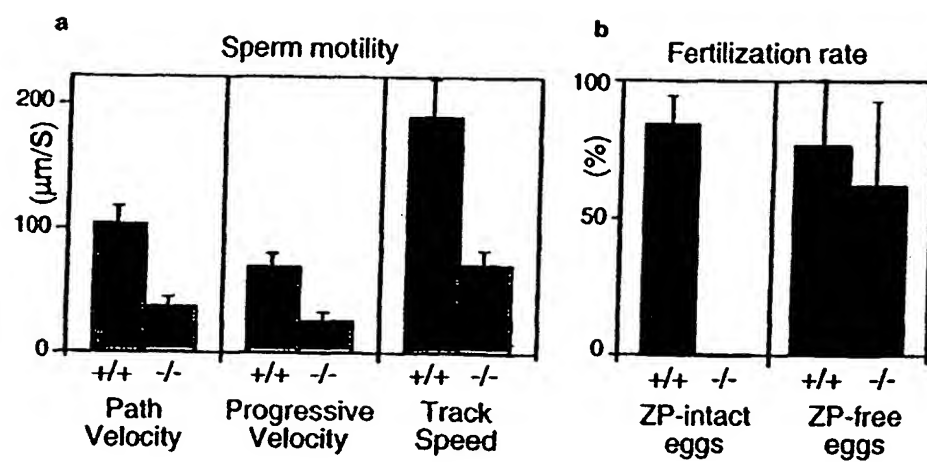 a
Sperm motility
200
100
0
(μm/S)
+/+ -/- +/+ -/- +/+ -/-
Path Velocity
Progressive Velocity
Track Speed
b
Fertilization rate
100
50
0
(%)
+/+ -/- +/+ -/-
ZP-intact eggs
ZP-free eggs